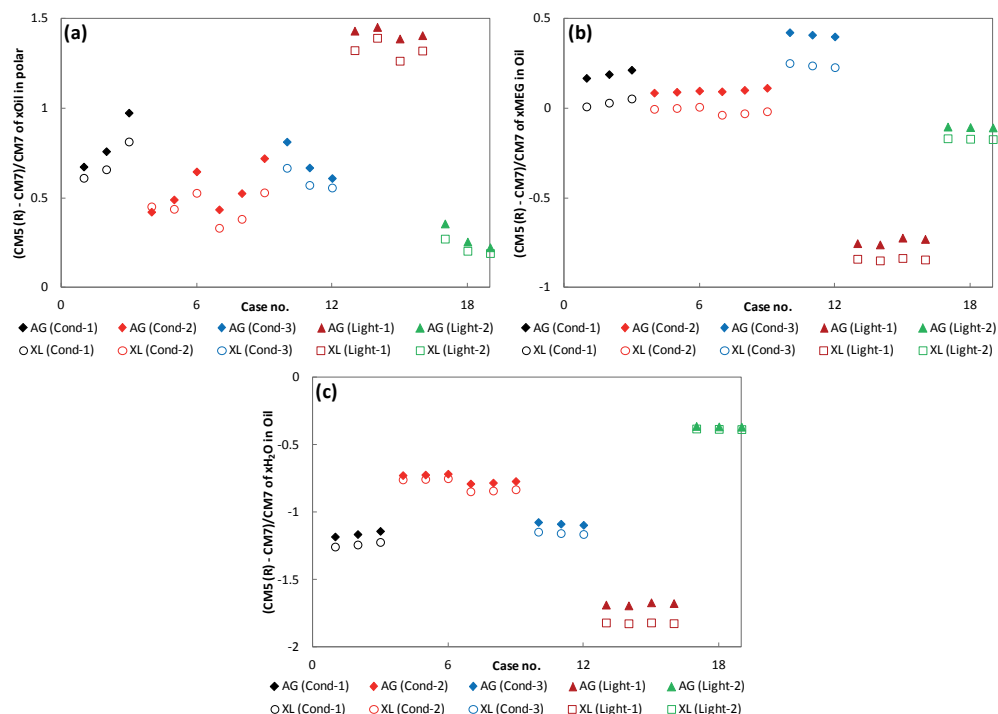 (a)
(CM5 (R) - CM7)/CM7 of xOil in polar
1.5
1
0.5
0
0
6
12
18
Case no.
AG (Cond-1) AG (Cond-2) AG (Cond-3) AG (Light-1) AG (Light-2)
XL (Cond-1) XL (Cond-2) XL (Cond-3) XL (Light-1) XL (Light-2)
(b)
(CM5 (R) - CM7)/CM7 of xMEG in Oil
0.5
0
-0.5
-1
0
6
12
18
Case no.
AG (Cond-1) AG (Cond-2) AG (Cond-3) AG (Light-1) AG (Light-2)
XL (Cond-1) XL (Cond-2) XL (Cond-3) XL (Light-1) XL (Light-2)
(c)
(CM5 (R) - CM7)/CM7 of xH₂O in Oil
0
-0.5
-1
-1.5
-2
0
6
12
18
Case no.
AG (Cond-1) AG (Cond-2) AG (Cond-3) AG (Light-1) AG (Light-2)
XL (Cond-1) XL (Cond-2) XL (Cond-3) XL (Light-1) XL (Light-2)